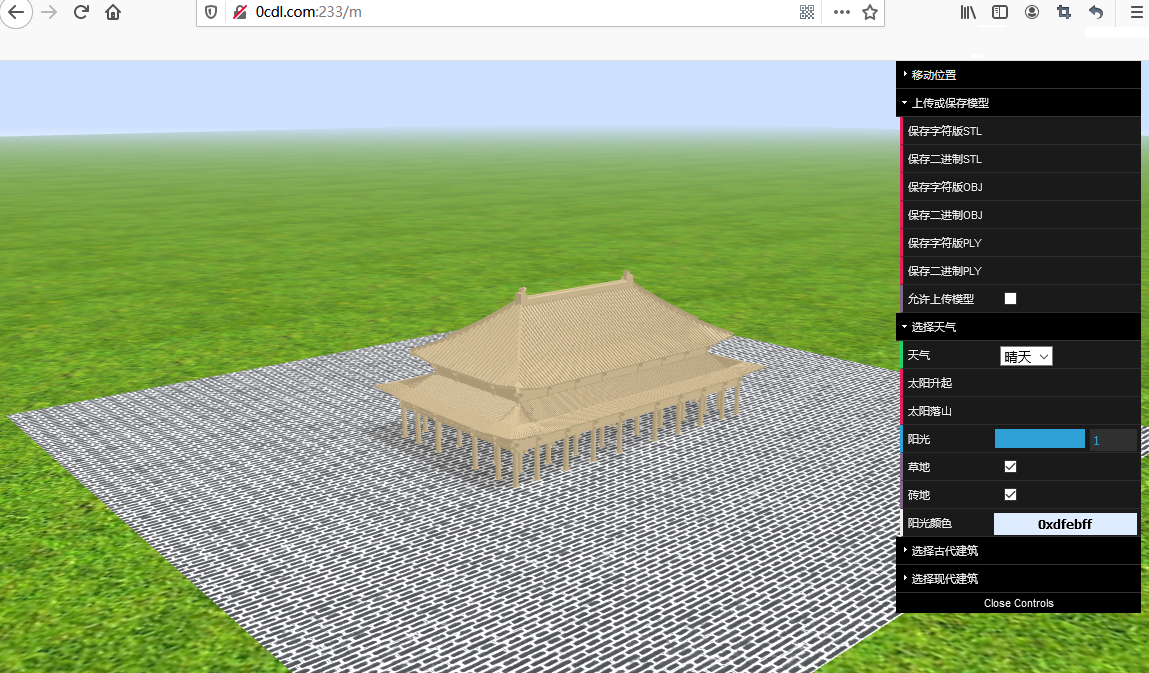 0cdl.com:233/m
移动位置
上传或保存模型
保存字符版STL
保存二进制STL
保存字符版OBJ
保存二进制OBJ
保存字符版PLY
保存二进制PLY
允许上传模型
选择天气
天气 晴天
太阳升起
太阳落山
阳光 1
草地
砖地
阳光颜色 0xdfebff
选择古代建筑
选择现代建筑
Close Controls